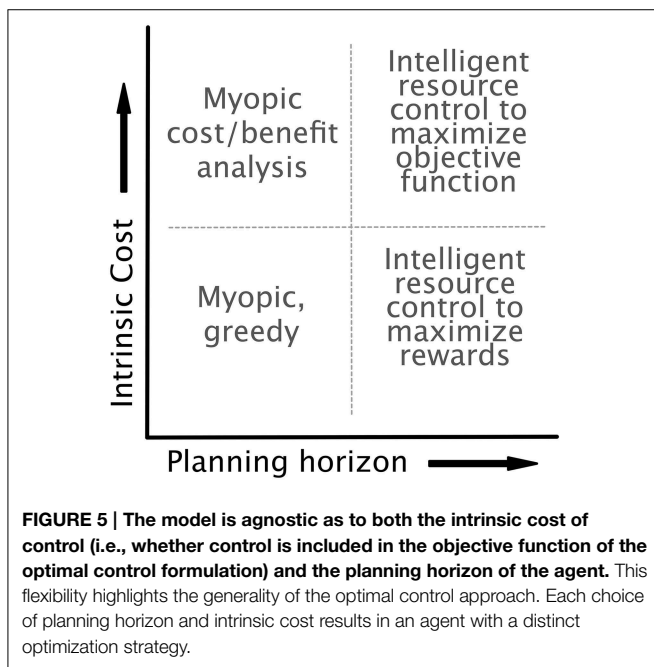 Intrinsic Cost
Myopic
cost/benefit
analysis
Intelligent
resource
control to
maximize
objective
function
Myopic,
greedy
Intelligent
resource
control to
maximize
rewards
Planning horizon
FIGURE 5 | The model is agnostic as to both the intrinsic cost of
control (i.e., whether control is included in the objective function of the
optimal control formulation) and the planning horizon of the agent. This
flexibility highlights the generality of the optimal control approach. Each choice
of planning horizon and intrinsic cost results in an agent with a distinct
optimization strategy.